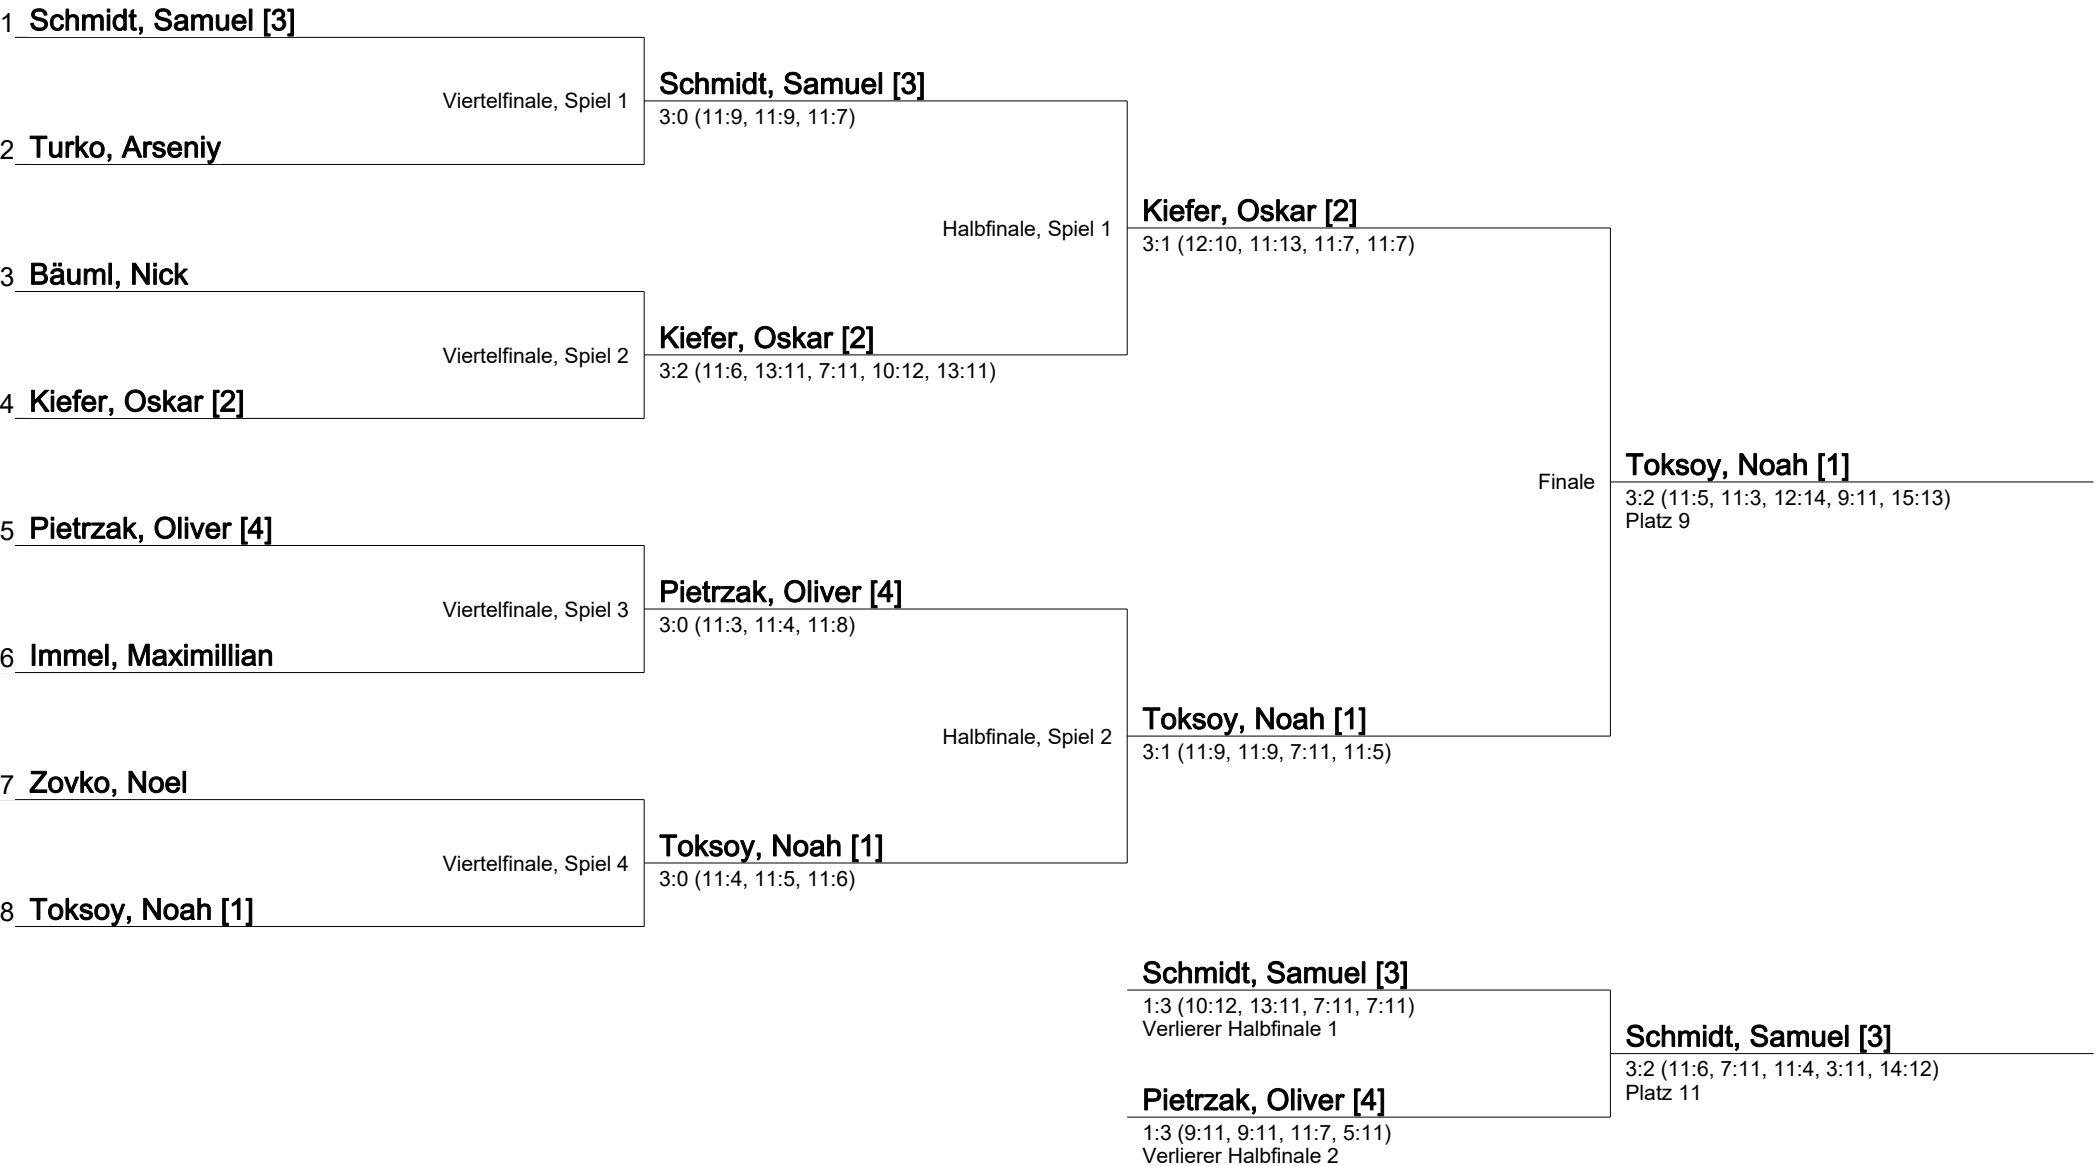 1 Schmidt, Samuel [3]
Viertelfinale, Spiel 1
2 Turko, Arseniy
Schmidt, Samuel [3]
3:0 (11:9, 11:9, 11:7)
3 Bäuml, Nick
Viertelfinale, Spiel 2
4 Kiefer, Oskar [2]
Kiefer, Oskar [2]
3:2 (11:6, 13:11, 7:11, 10:12, 13:11)
Halbfinale, Spiel 1
Kiefer, Oskar [2]
3:1 (12:10, 11:13, 11:7, 11:7)
5 Pietrzak, Oliver [4]
Viertelfinale, Spiel 3
6 Immel, Maximillian
Pietrzak, Oliver [4]
3:0 (11:3, 11:4, 11:8)
7 Zovko, Noel
Viertelfinale, Spiel 4
8 Toksoy, Noah [1]
Toksoy, Noah [1]
3:0 (11:4, 11:5, 11:6)
Halbfinale, Spiel 2
Toksoy, Noah [1]
3:1 (11:9, 11:9, 7:11, 11:5)
Finale
Toksoy, Noah [1]
3:2 (11:5, 11:3, 12:14, 9:11, 15:13)
Platz 9
Schmidt, Samuel [3]
1:3 (10:12, 13:11, 7:11, 7:11)
Verlierer Halbfinale 1
Pietrzak, Oliver [4]
1:3 (9:11, 9:11, 11:7, 5:11)
Verlierer Halbfinale 2
Schmidt, Samuel [3]
3:2 (11:6, 7:11, 11:4, 3:11, 14:12)
Platz 11